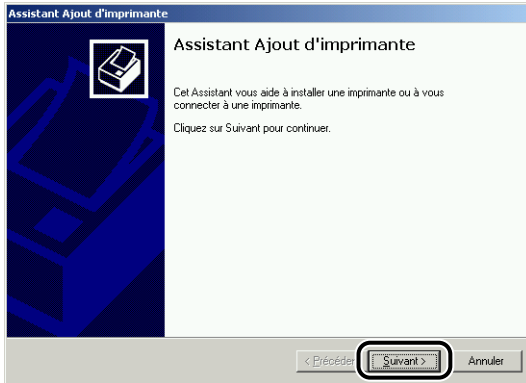 Assistant Ajout d'imprimante
Assistant Ajout d'imprimante
Cet Assistant vous aide à installer une imprimante ou à vous
connecter à une imprimante.
Cliquez sur Suivant pour continuer.
< Précéden Suivant > Annuler